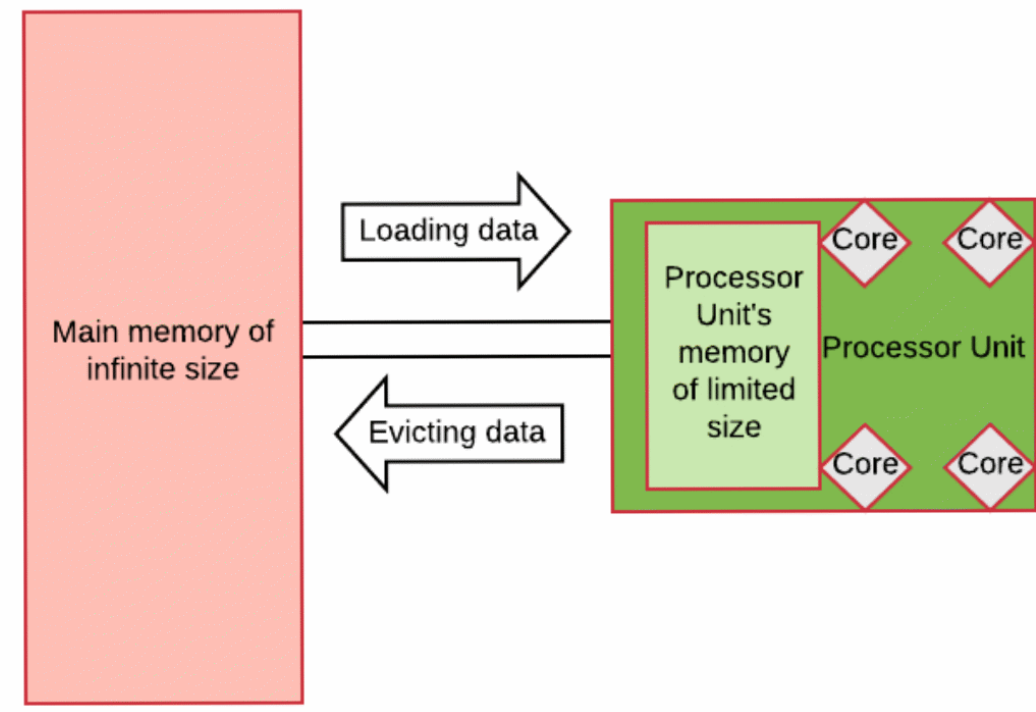 Main memory of
infinite size
Loading data
Evicting data
Processor
Unit's
memory
of limited
size
Core
Core
Processor Unit
Core
Core